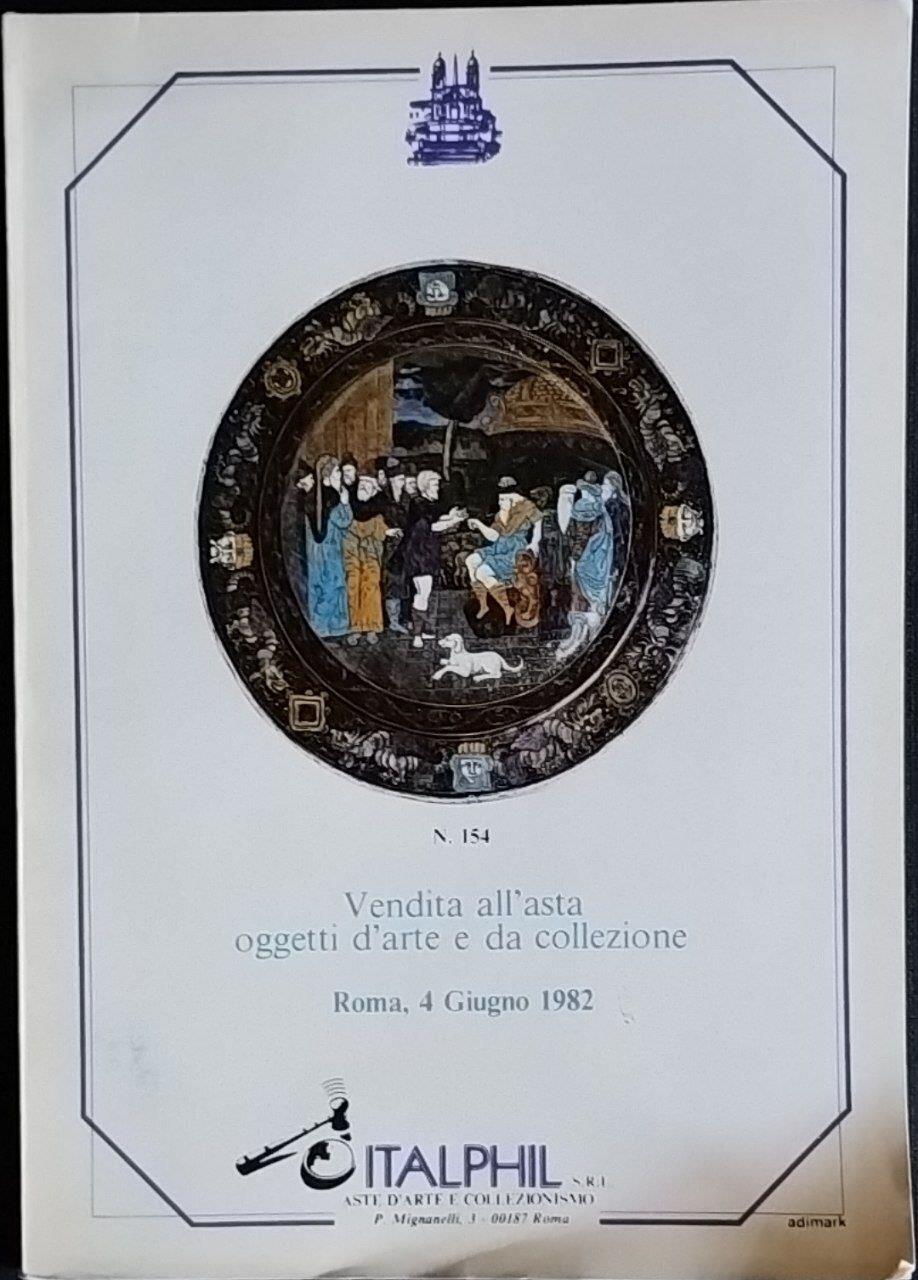 N. 154
Vendita all'asta
oggetti d'arte e da collezione
Roma, 4 Giugno 1982
ITALPHIL S.R.L.
ASTE D'ARTE E COLLEZIONISMO
P. Mignanelli, 3 - 00187 Roma
adimark